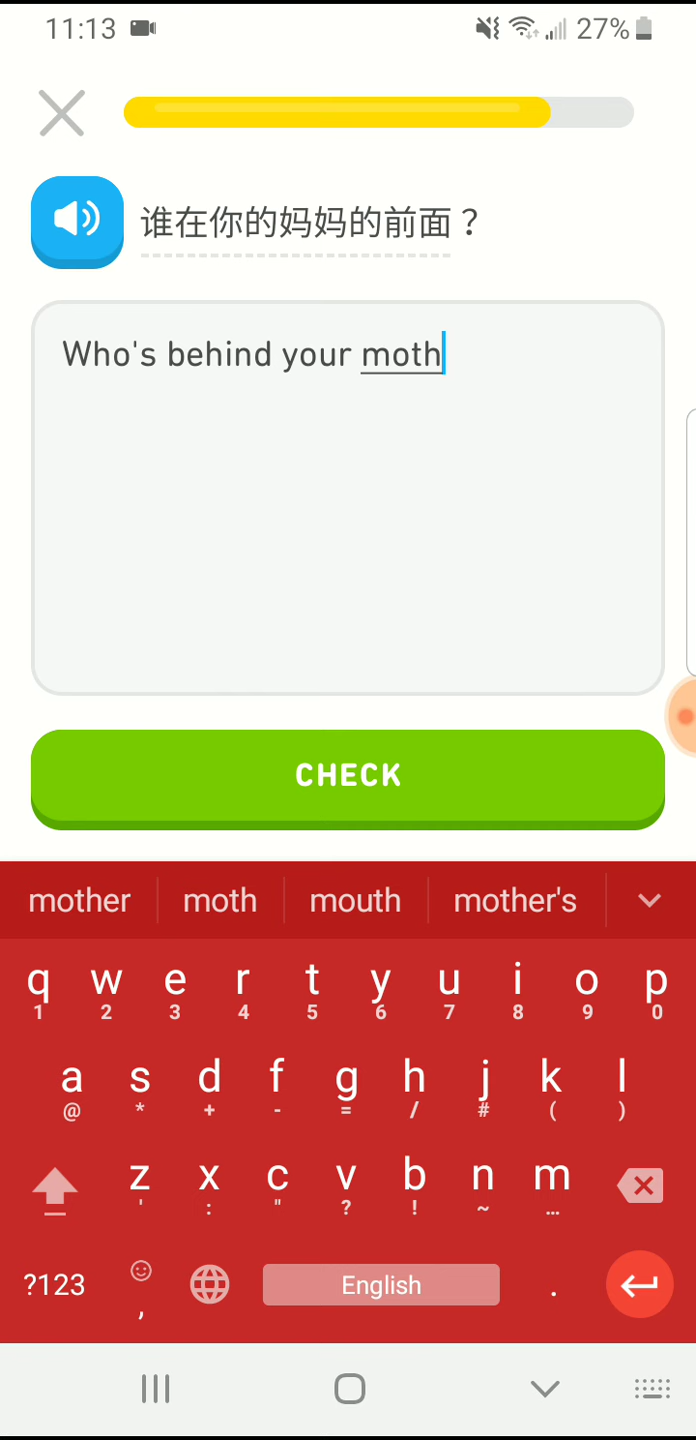 11:13 27%
谁在你的妈妈的前面？
Who's behind your moth
CHECK
mother moth mouth mother's
q w e r t y u i o p
1 2 3 4 5 6 7 8 9 0
a s d f g h j k l
@ * + - = / # ( )
z x c v b n m
' : " ? ! ~ …
?123 , English .